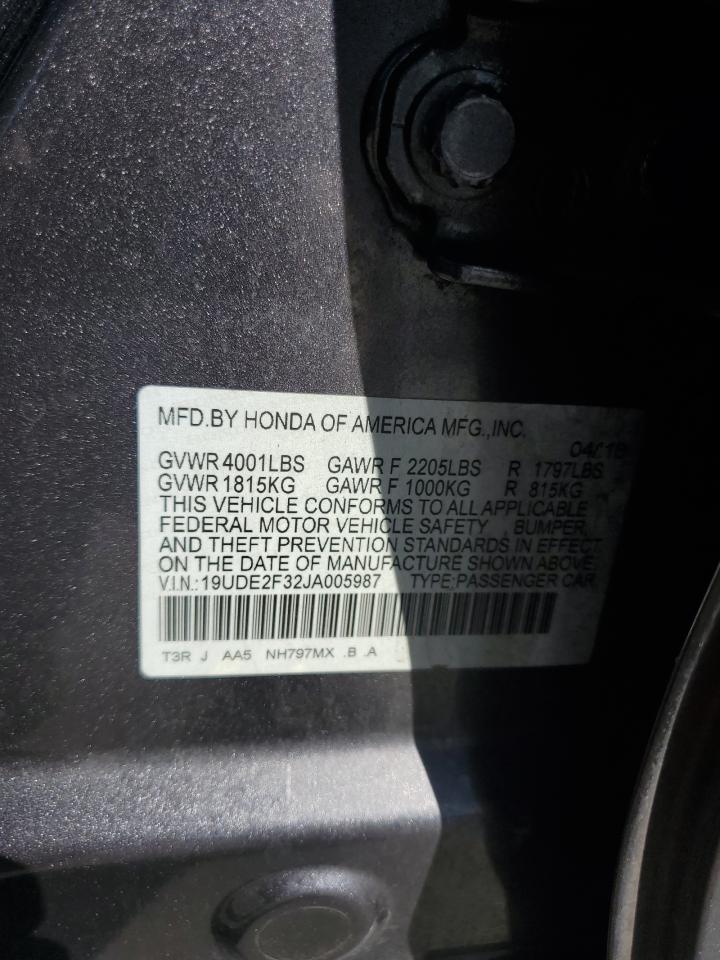 MFD.BY HONDA OF AMERICA MFG.,INC.
GVWR 4001LBS GAWR F 2205LBS R 1797LBS
GVWR 1815KG GAWR F 1000KG R 815KG
THIS VEHICLE CONFORMS TO ALL APPLICABLE
FEDERAL MOTOR VEHICLE SAFETY BUMPER,
AND THEFT PREVENTION STANDARDS IN EFFECT
ON THE DATE OF MANUFACTURE SHOWN ABOVE.
V.I.N.:19UDE2F32JA005987 TYPE:PASSENGER CAR
T3R J AA5 NH797MX .B .A